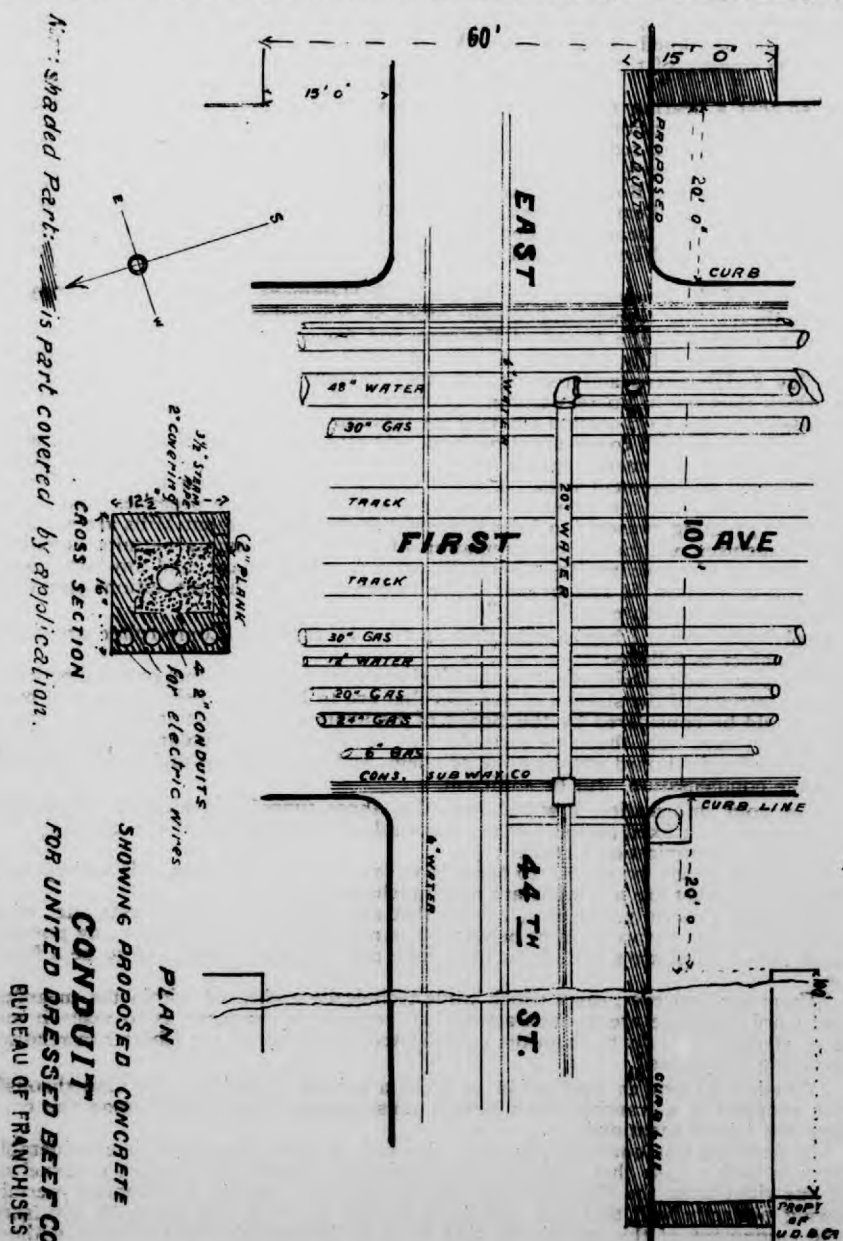 60'
15' 0"
15' 0"
PROPOSED
CONDUIT
20' 0"
EAST
CURB
48" WATER
6" WATER
30" GAS
TRACK
20" WATER
FIRST AVE
100'
TRACK
30" GAS
12" WATER
20" GAS
24" GAS
6" GAS
CONS. SUBWAY CO
CURB LINE
6" WATER
44TH ST.
20' 0"
CURB LINE
PROP'Y
OF
U.D.B.Co
E
S
W
Note: shaded Part: is part covered by application.
3½" STEAM
PIPE
2" covering
12½"
(2" PLANK
16"
4 2" CONDUITS
for electric wires
CROSS SECTION
PLAN
SHOWING PROPOSED CONCRETE
CONDUIT
FOR UNITED DRESSED BEEF CO
BUREAU OF FRANCHISES